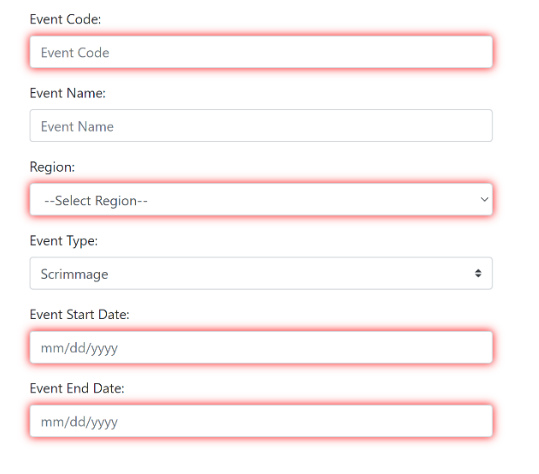 Event Code:
Event Code
Event Name:
Event Name
Region:
--Select Region--
Event Type:
Scrimmage
Event Start Date:
mm/dd/yyyy
Event End Date:
mm/dd/yyyy